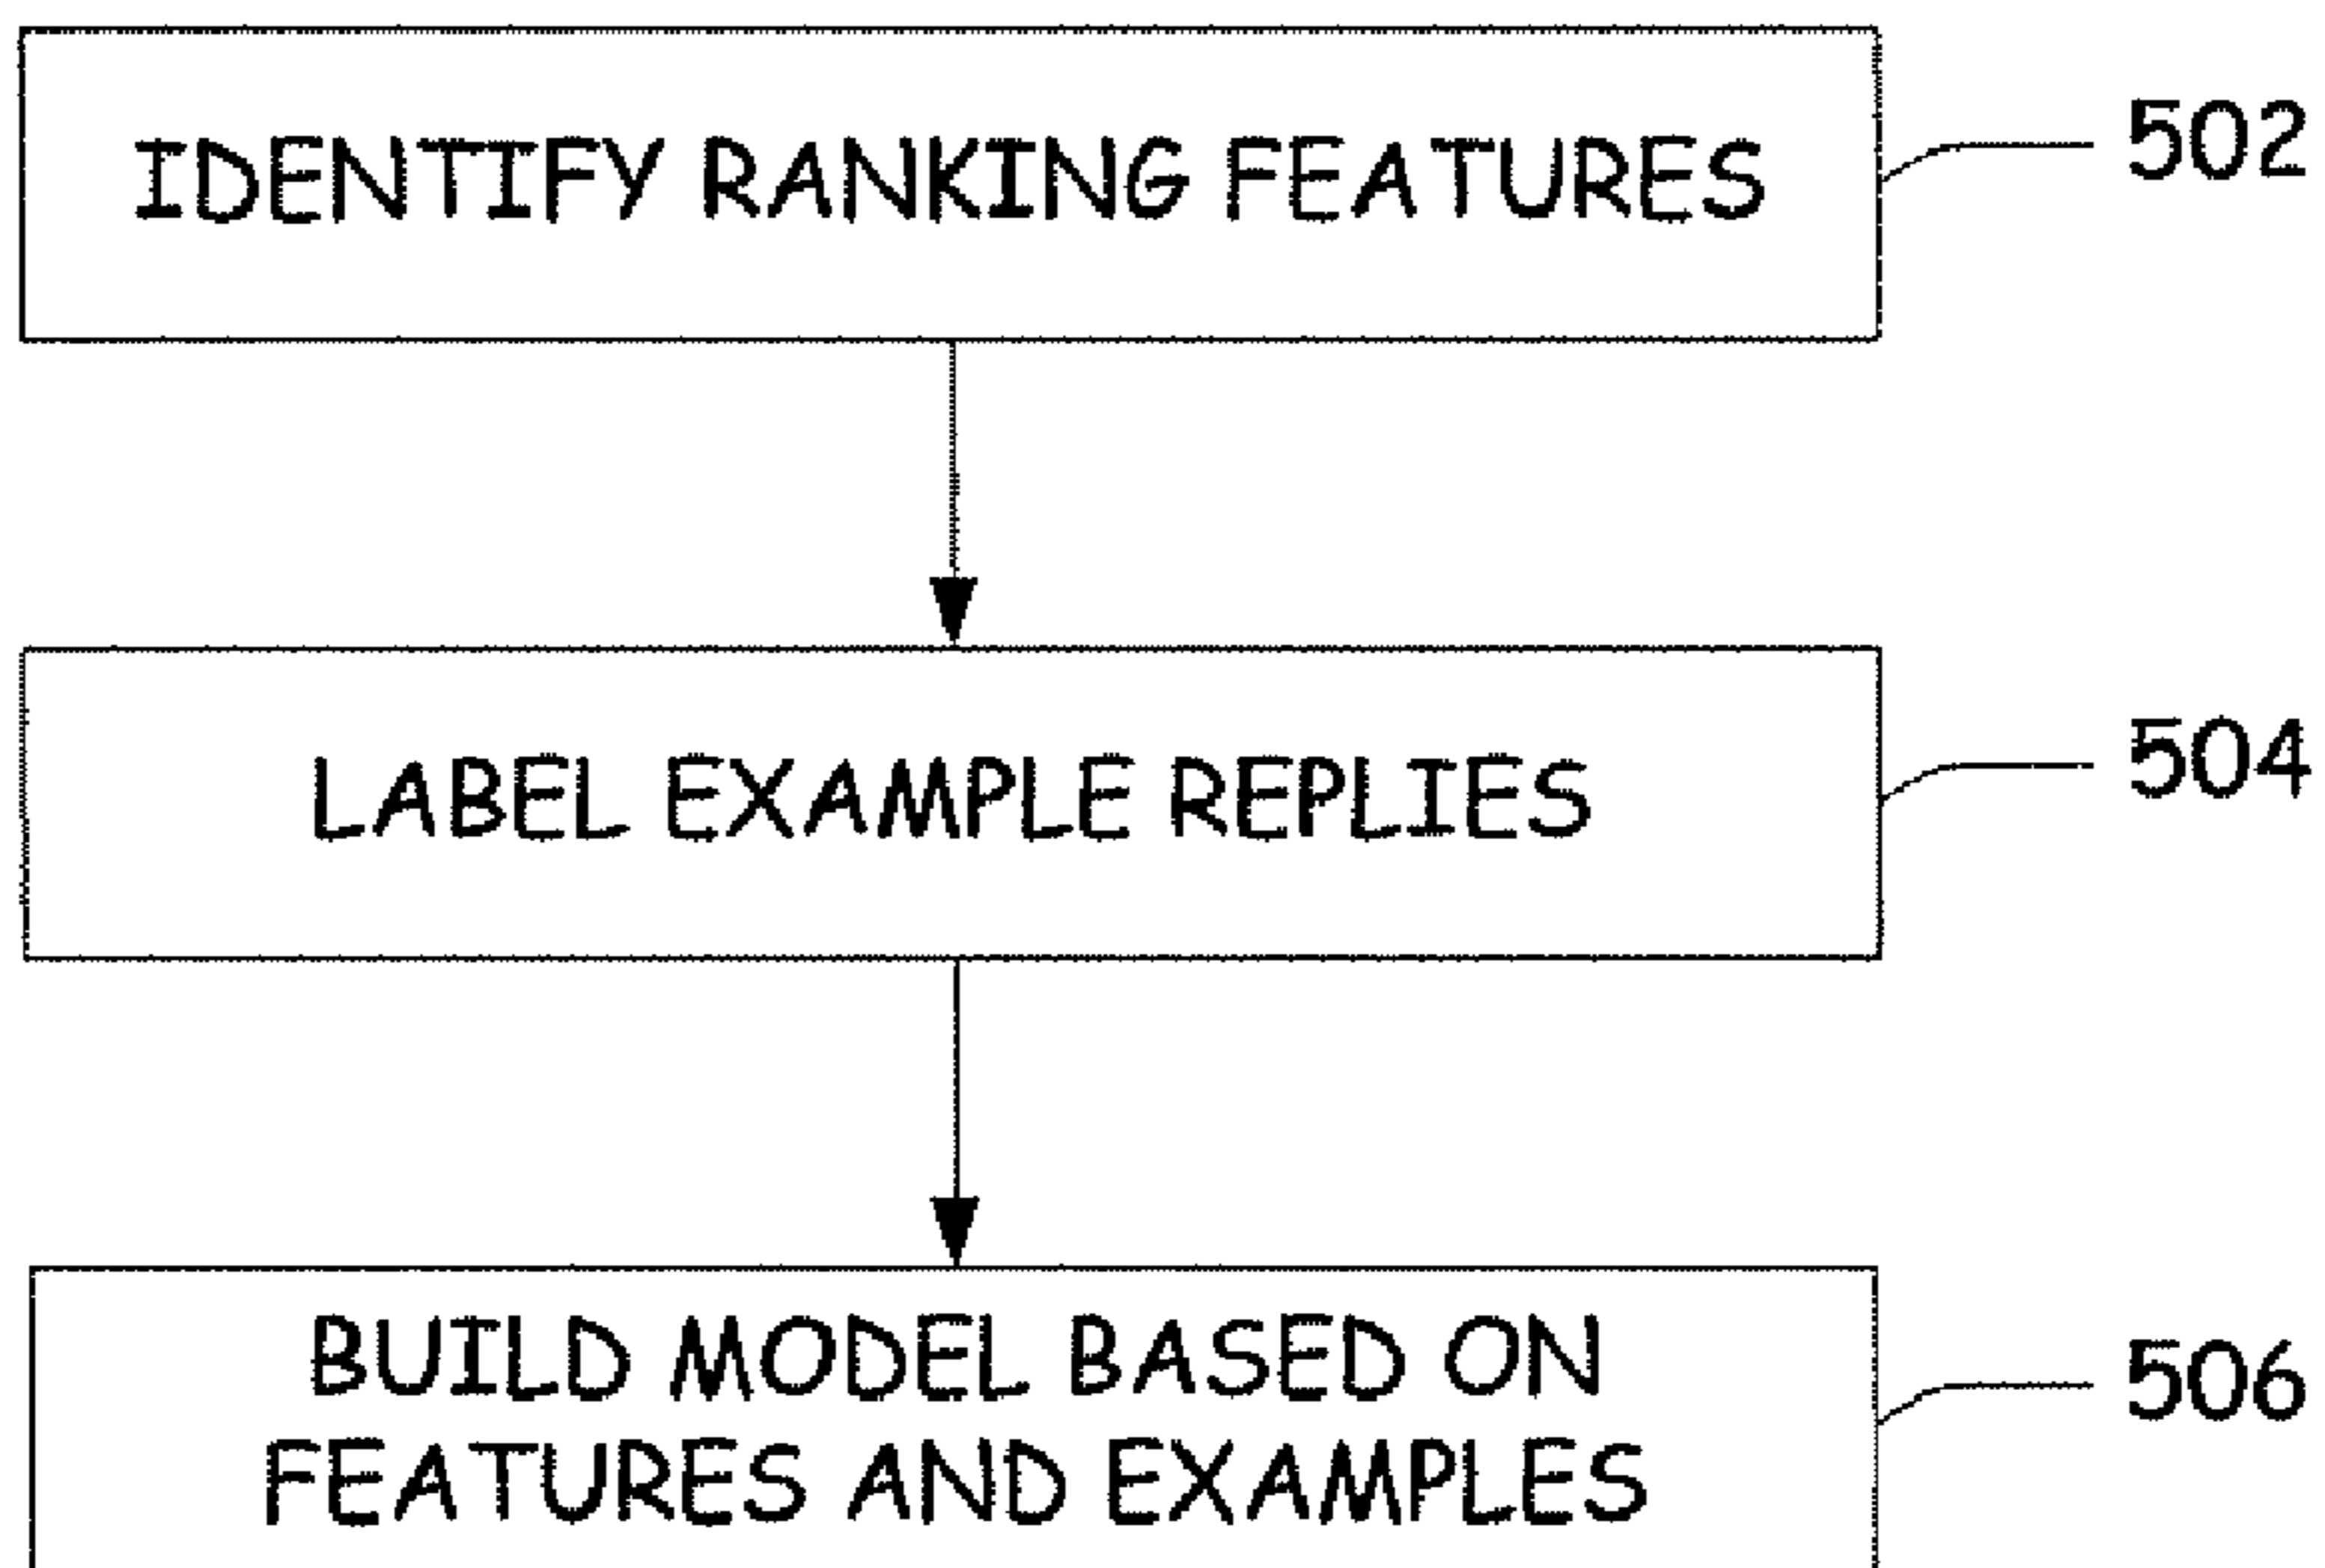 IDENTIFY RANKING FEATURES
502
LABEL EXAMPLE REPLIES
504
BUILD MODEL BASED ON
FEATURES AND EXAMPLES
506